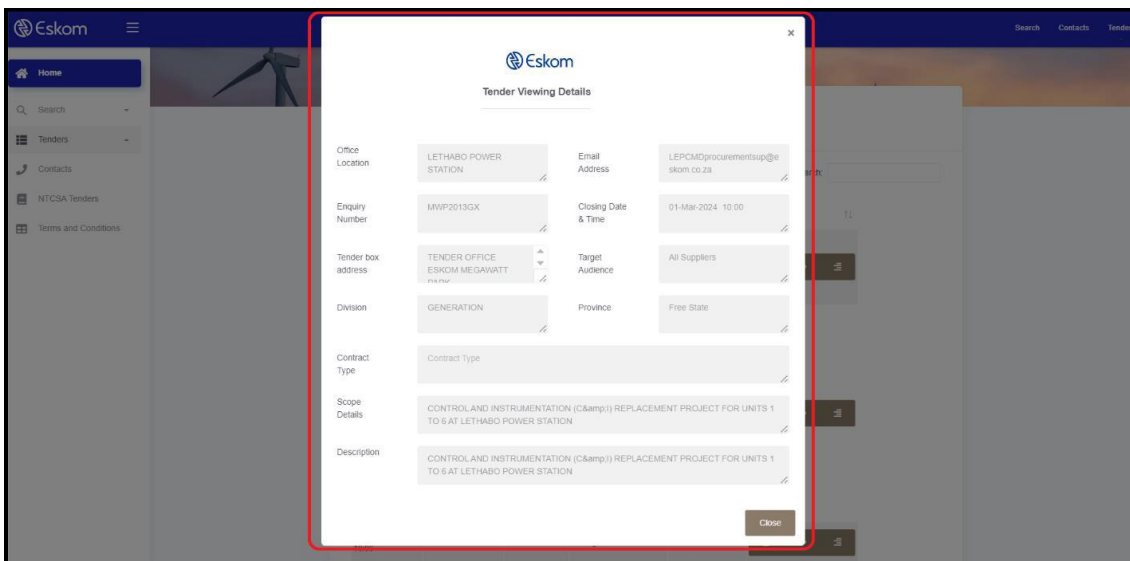 Eskom
Search Contacts Tender
×
Eskom
Tender Viewing Details
Home
Search
Tenders
Contacts
NTCSA Tenders
Terms and Conditions
Office
Location
LETHABO POWER
STATION
Email
Address
LEPCMDprocurementsup@e
skom.co.za
Enquiry
Number
MWP2013GX
Closing Date
& Time
01-Mar-2024 10:00
Tender box
address
TENDER OFFICE
ESKOM MEGAWATT
PARK
Target
Audience
All Suppliers
Division
GENERATION
Province
Free State
Contract
Type
Contract Type
Scope
Details
CONTROL AND INSTRUMENTATION (C&amp;I) REPLACEMENT PROJECT FOR UNITS 1
TO 6 AT LETHABO POWER STATION
Description
CONTROL AND INSTRUMENTATION (C&amp;I) REPLACEMENT PROJECT FOR UNITS 1
TO 6 AT LETHABO POWER STATION
Close